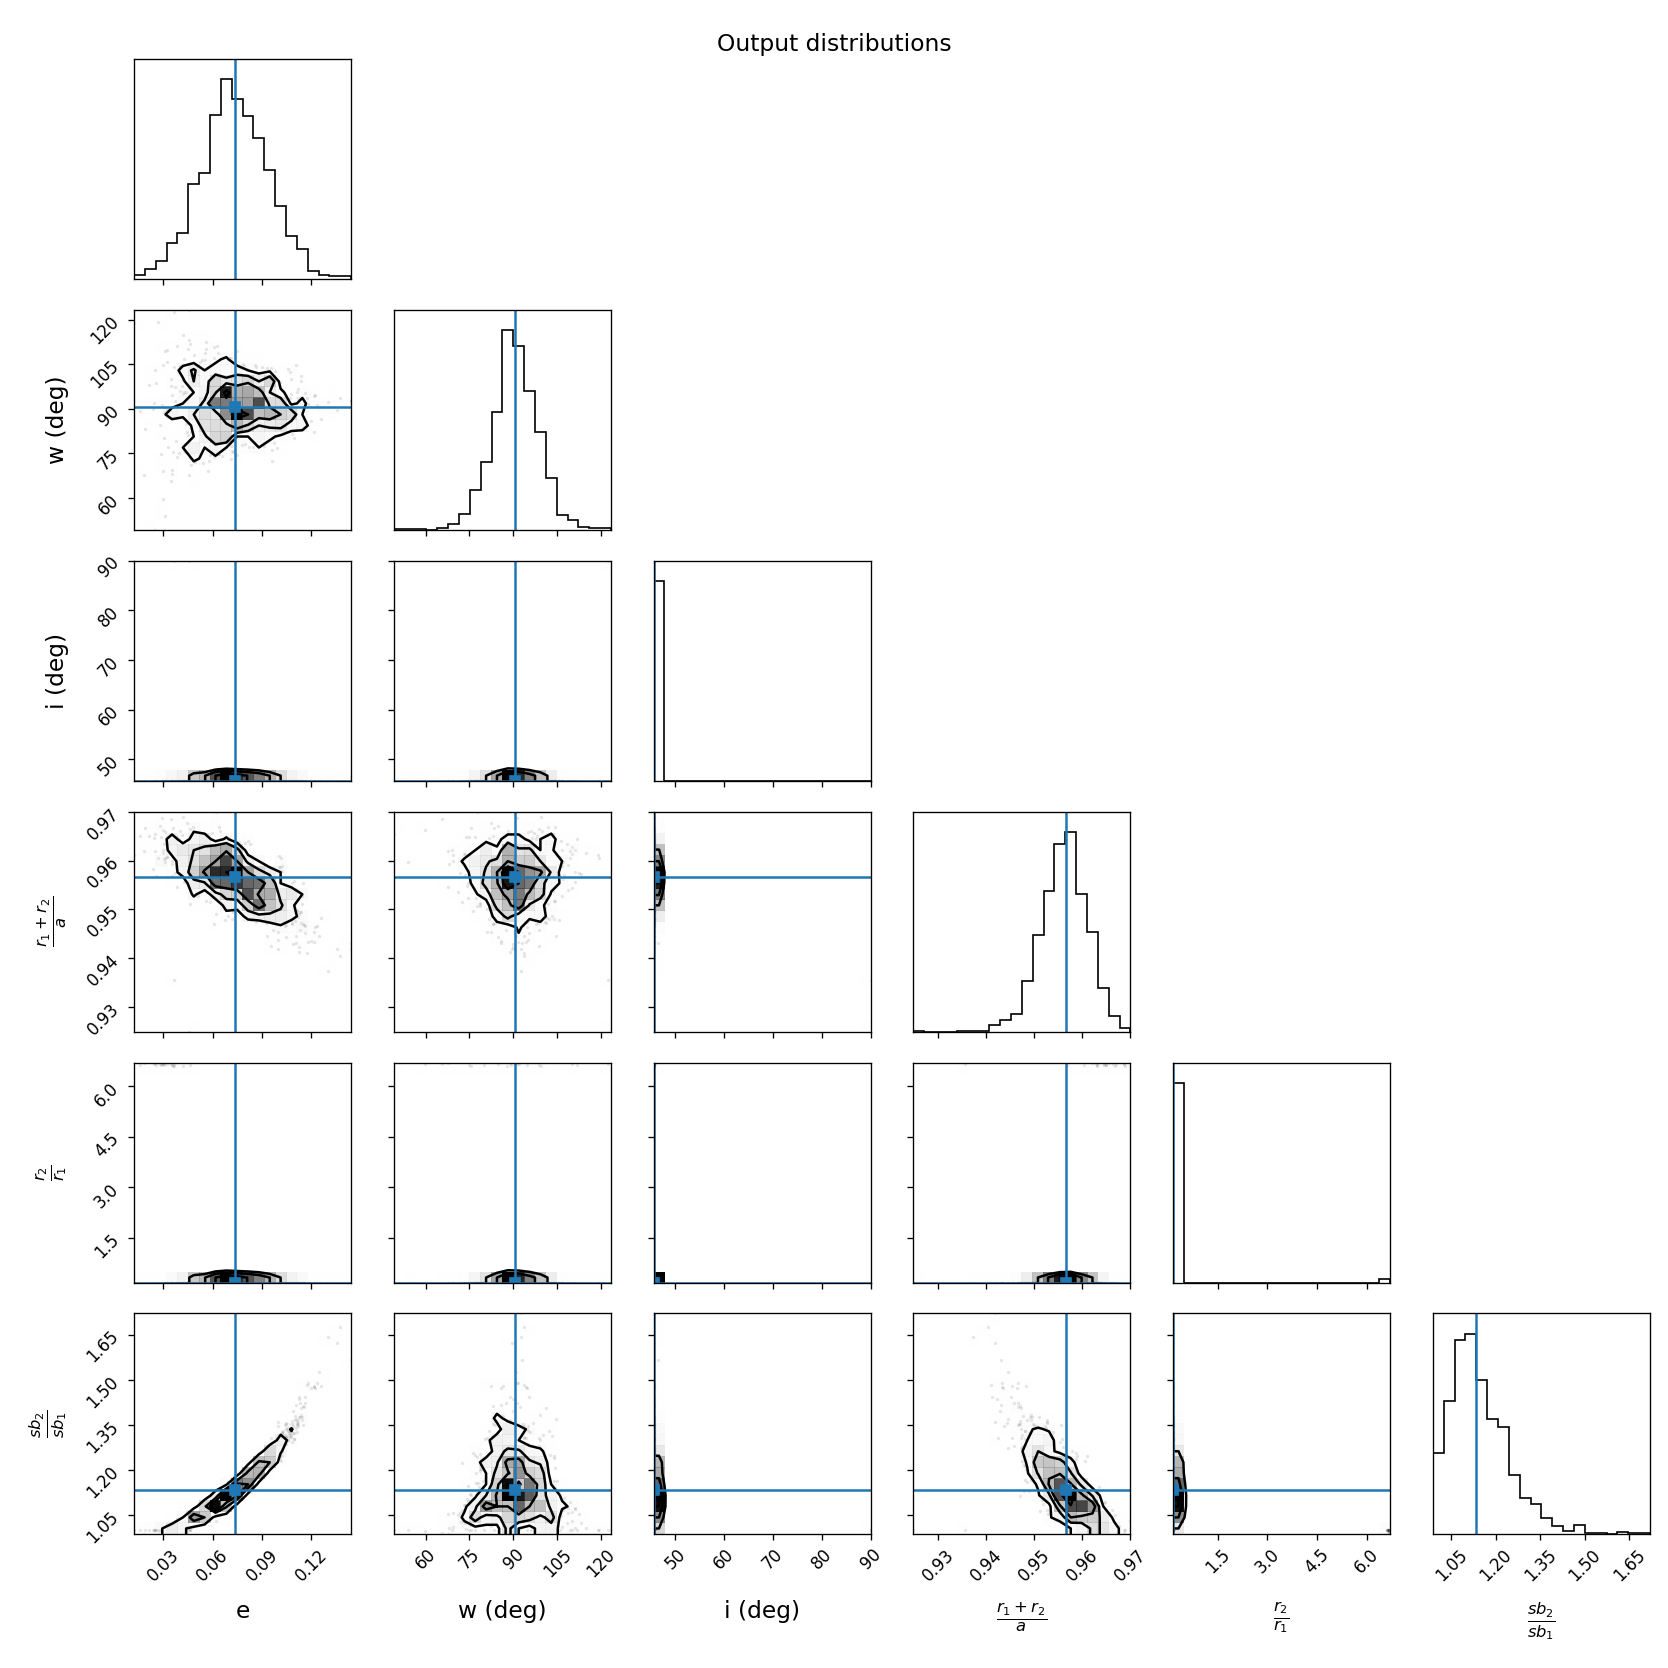 Output distributions
120
105
90
75
60
w (deg)
90
80
70
60
50
i (deg)
0.97
0.96
0.95
0.94
0.93
r₁ + r₂
a
6.0
4.5
3.0
1.5
r₂
r₁
1.65
1.50
1.35
1.20
1.05
sb₂
sb₁
0.03 0.06 0.09 0.12 60 75 90 105 120 50 60 70 80 90 0.93 0.94 0.95 0.96 0.97 1.5 3.0 4.5 6.0 1.05 1.20 1.35 1.50 1.65
e w (deg) i (deg) r₁ + r₂ r₂ sb₂
a r₁ sb₁